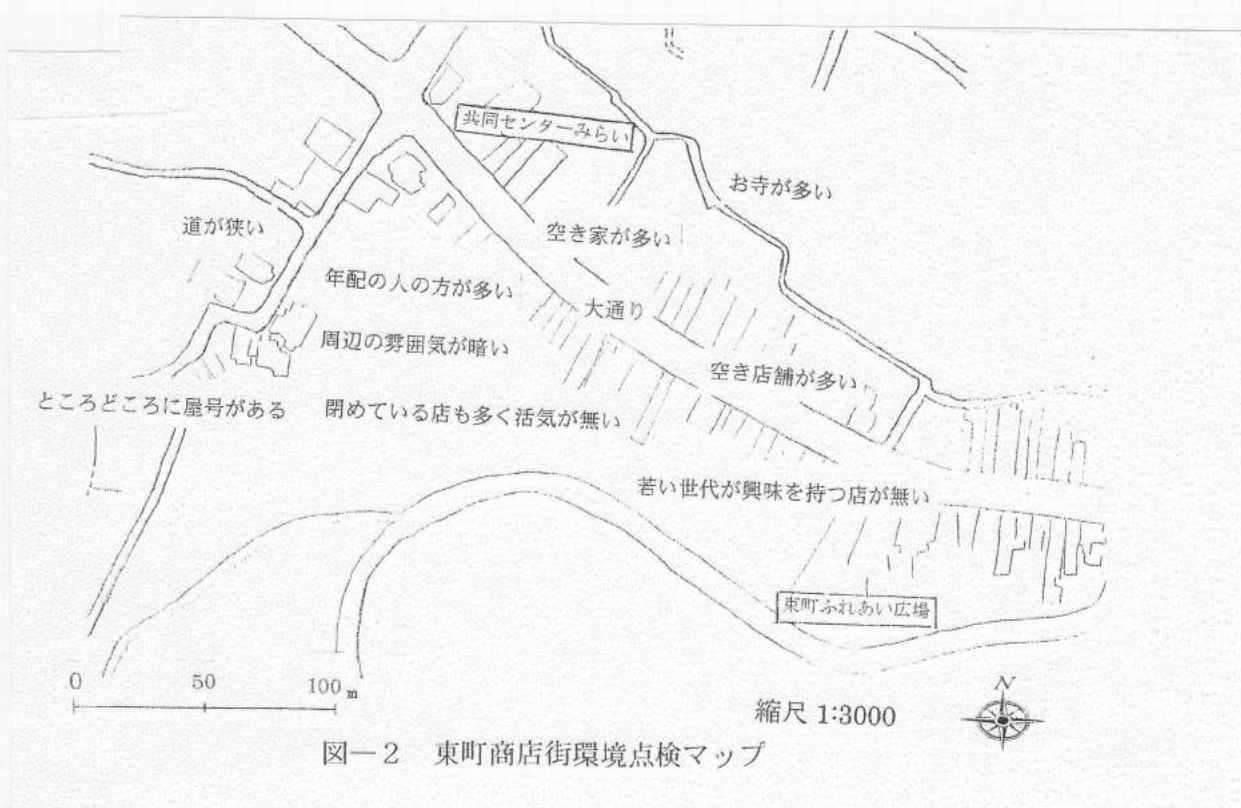 共同センターみらい
お寺が多い
道が狭い
空き家が多い
年配の人の方が多い
大通り
周辺の雰囲気が暗い
空き店舗が多い
ところどころに屋号がある
閉めている店も多く活気が無い
若い世代が興味を持つ店が無い
東町ふれあい広場
0 50 100 m
縮尺 1:3000
N
図―2 東町商店街環境点検マップ